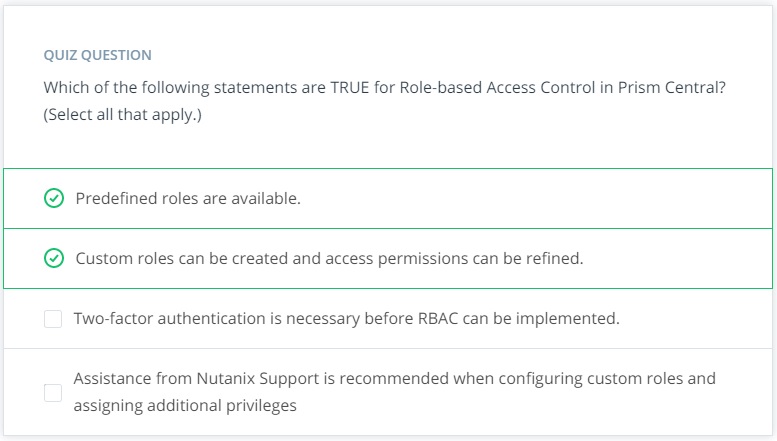 QUIZ QUESTION
Which of the following statements are TRUE for Role-based Access Control in Prism Central?
(Select all that apply.)
Predefined roles are available.
Custom roles can be created and access permissions can be refined.
Two-factor authentication is necessary before RBAC can be implemented.
Assistance from Nutanix Support is recommended when configuring custom roles and
assigning additional privileges